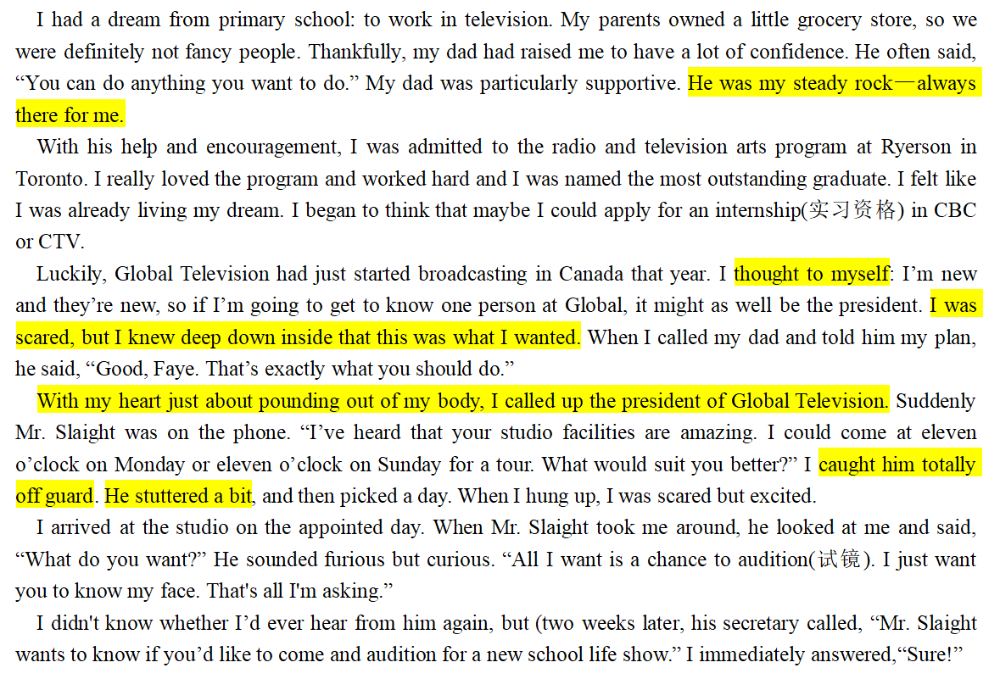 I had a dream from primary school: to work in television. My parents owned a little grocery store, so we
were definitely not fancy people. Thankfully, my dad had raised me to have a lot of confidence. He often said,
“You can do anything you want to do.” My dad was particularly supportive. He was my steady rock—always
there for me.
With his help and encouragement, I was admitted to the radio and television arts program at Ryerson in
Toronto. I really loved the program and worked hard and I was named the most outstanding graduate. I felt like
I was already living my dream. I began to think that maybe I could apply for an internship(实习资格) in CBC
or CTV.
Luckily, Global Television had just started broadcasting in Canada that year. I thought to myself: I’m new
and they’re new, so if I’m going to get to know one person at Global, it might as well be the president. I was
scared, but I knew deep down inside that this was what I wanted. When I called my dad and told him my plan,
he said, “Good, Faye. That’s exactly what you should do.”
With my heart just about pounding out of my body, I called up the president of Global Television. Suddenly
Mr. Slaight was on the phone. “I’ve heard that your studio facilities are amazing. I could come at eleven
o’clock on Monday or eleven o’clock on Sunday for a tour. What would suit you better?” I caught him totally
off guard. He stuttered a bit, and then picked a day. When I hung up, I was scared but excited.
I arrived at the studio on the appointed day. When Mr. Slaight took me around, he looked at me and said,
“What do you want?” He sounded furious but curious. “All I want is a chance to audition(试镜). I just want
you to know my face. That's all I'm asking.”
I didn't know whether I’d ever hear from him again, but (two weeks later, his secretary called, “Mr. Slaight
wants to know if you’d like to come and audition for a new school life show.” I immediately answered,“Sure!”